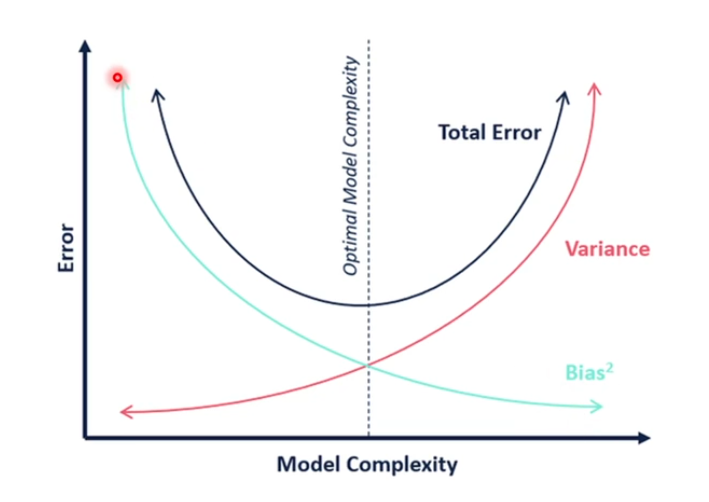 Optimal Model Complexity
Total Error
Variance
Error
Bias²
Model Complexity